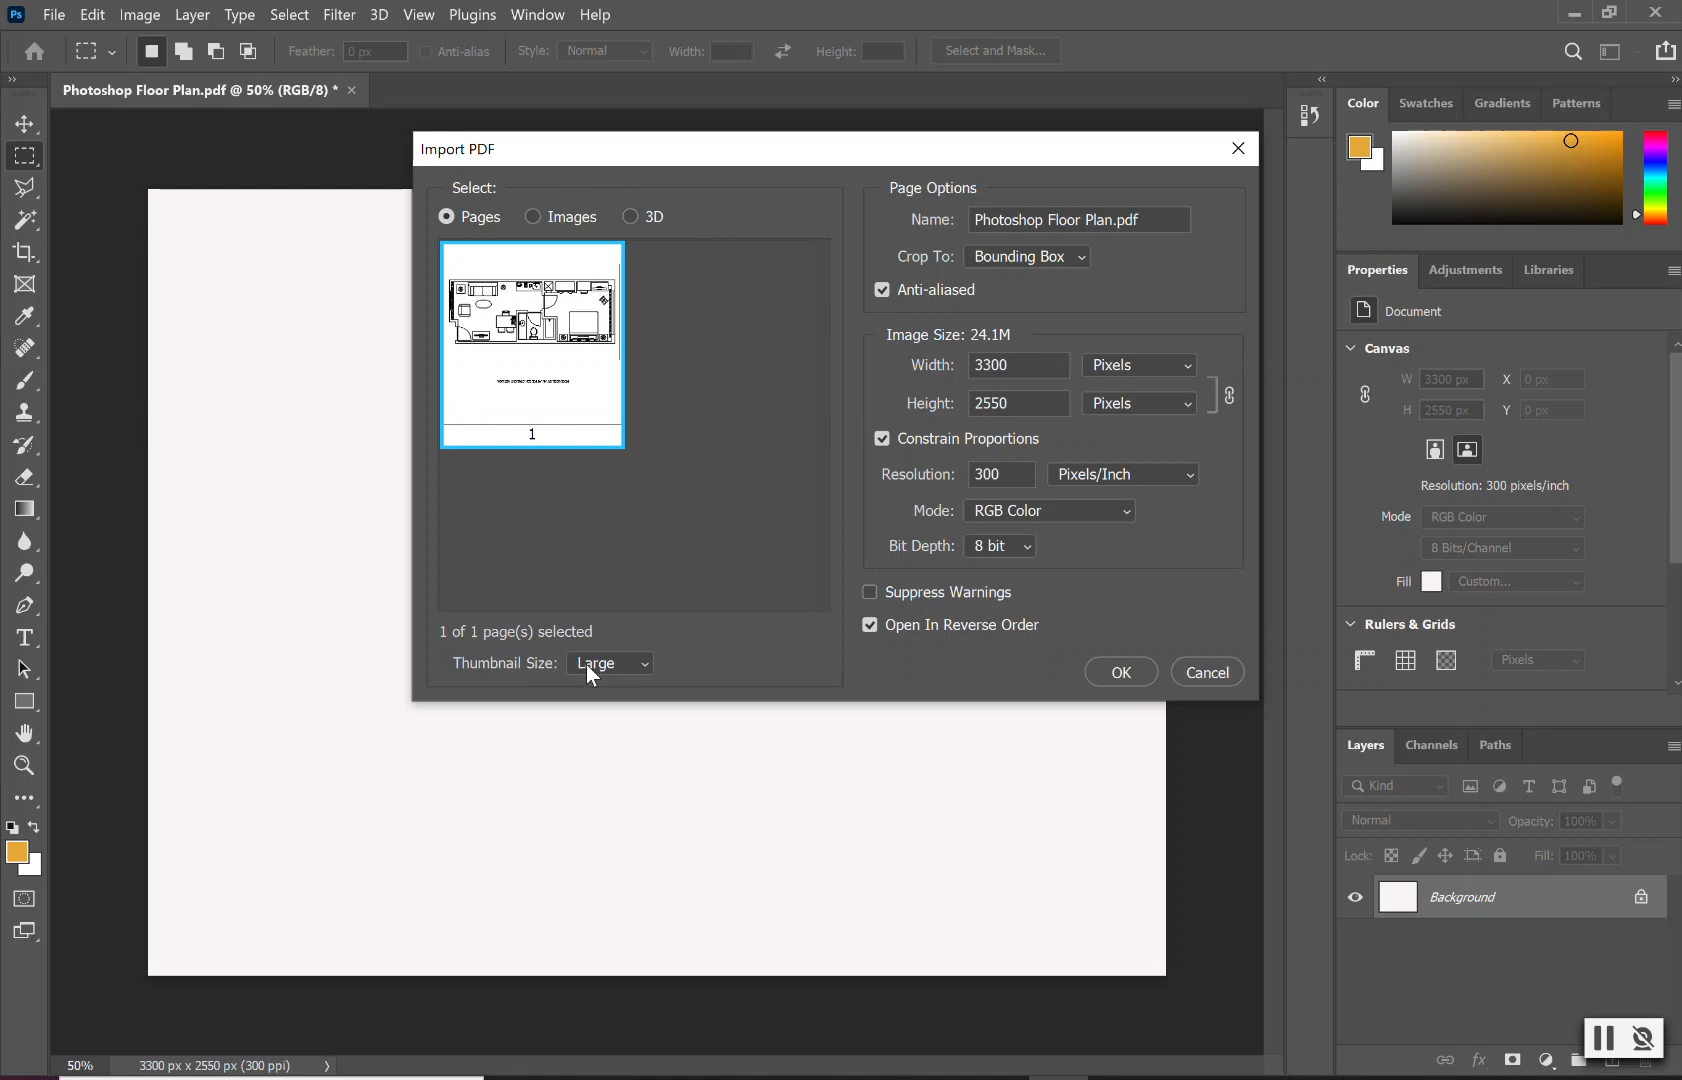 Ps File Edit Image Layer Type Select Filter 3D View Plugins Window Help
Feather: 0 px Anti-alias Style: Normal Width: Height: Select and Mask...
Photoshop Floor Plan.pdf @ 50% (RGB/8) *
Import PDF
Select:
Pages Images 3D
1
1 of 1 page(s) selected
Thumbnail Size: Large
Page Options
Name: Photoshop Floor Plan.pdf
Crop To: Bounding Box
Anti-aliased
Image Size: 24.1M
Width: 3300 Pixels
Height: 2550 Pixels
Constrain Proportions
Resolution: 300 Pixels/Inch
Mode: RGB Color
Bit Depth: 8 bit
Suppress Warnings
Open In Reverse Order
OK Cancel
Color Swatches Gradients Patterns
Properties Adjustments Libraries
Document
Canvas
W 3300 px X 0 px
H 2550 px Y 0 px
Resolution: 300 pixels/inch
Mode RGB Color
8 Bits/Channel
Fill Custom...
Rulers & Grids
Pixels
Layers Channels Paths
Kind
Normal Opacity: 100%
Lock: Fill: 100%
Background
fx
50% 3300 px x 2550 px (300 ppi)